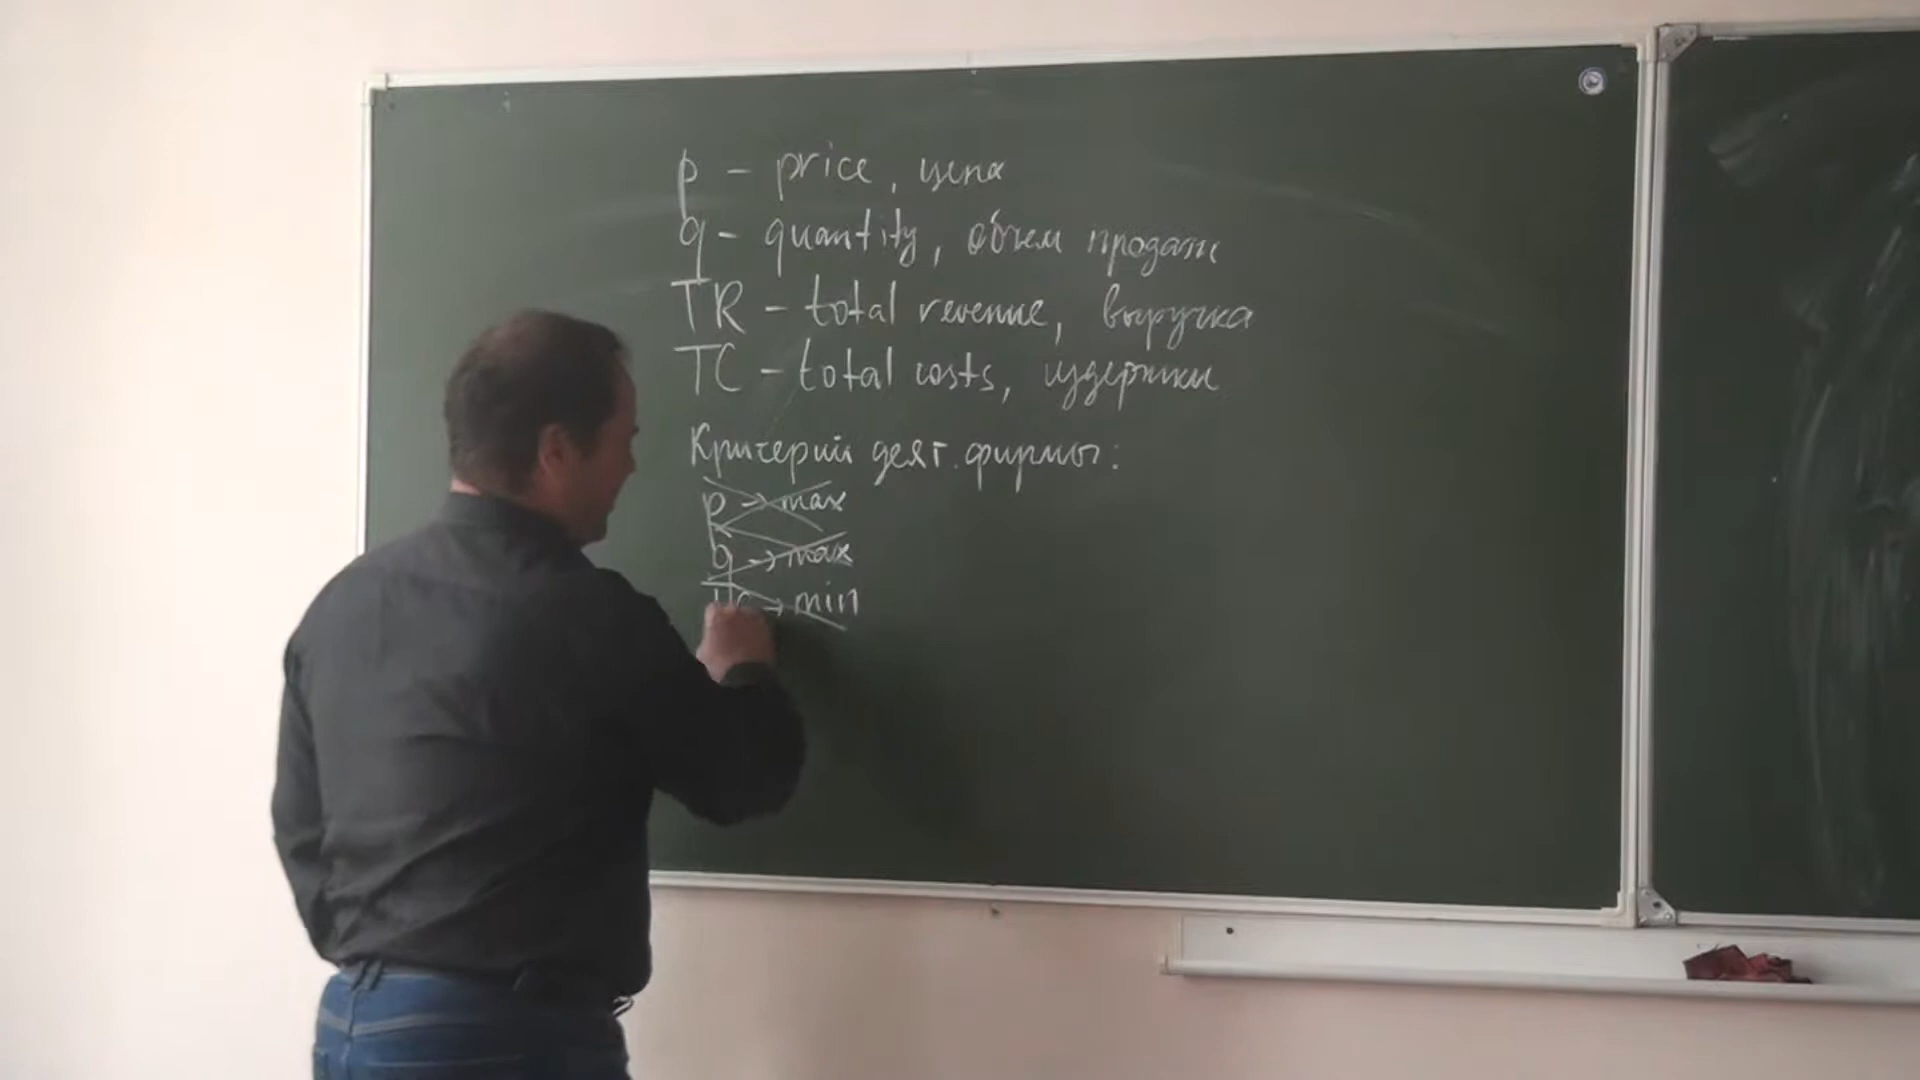 p – price, цена
q – quantity, объем продаж
TR – total revenue, выручка
TC – total costs, издержки
Критерий деят. фирмы:
p → max
q → max
TC → min